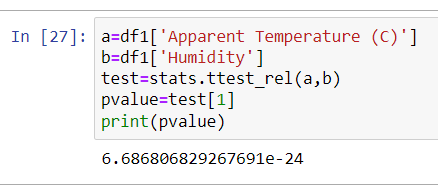 In [27]: a=df1['Apparent Temperature (C)']
b=df1['Humidity']
test=stats.ttest_rel(a,b)
pvalue=test[1]
print(pvalue)
6.686806829267691e-24